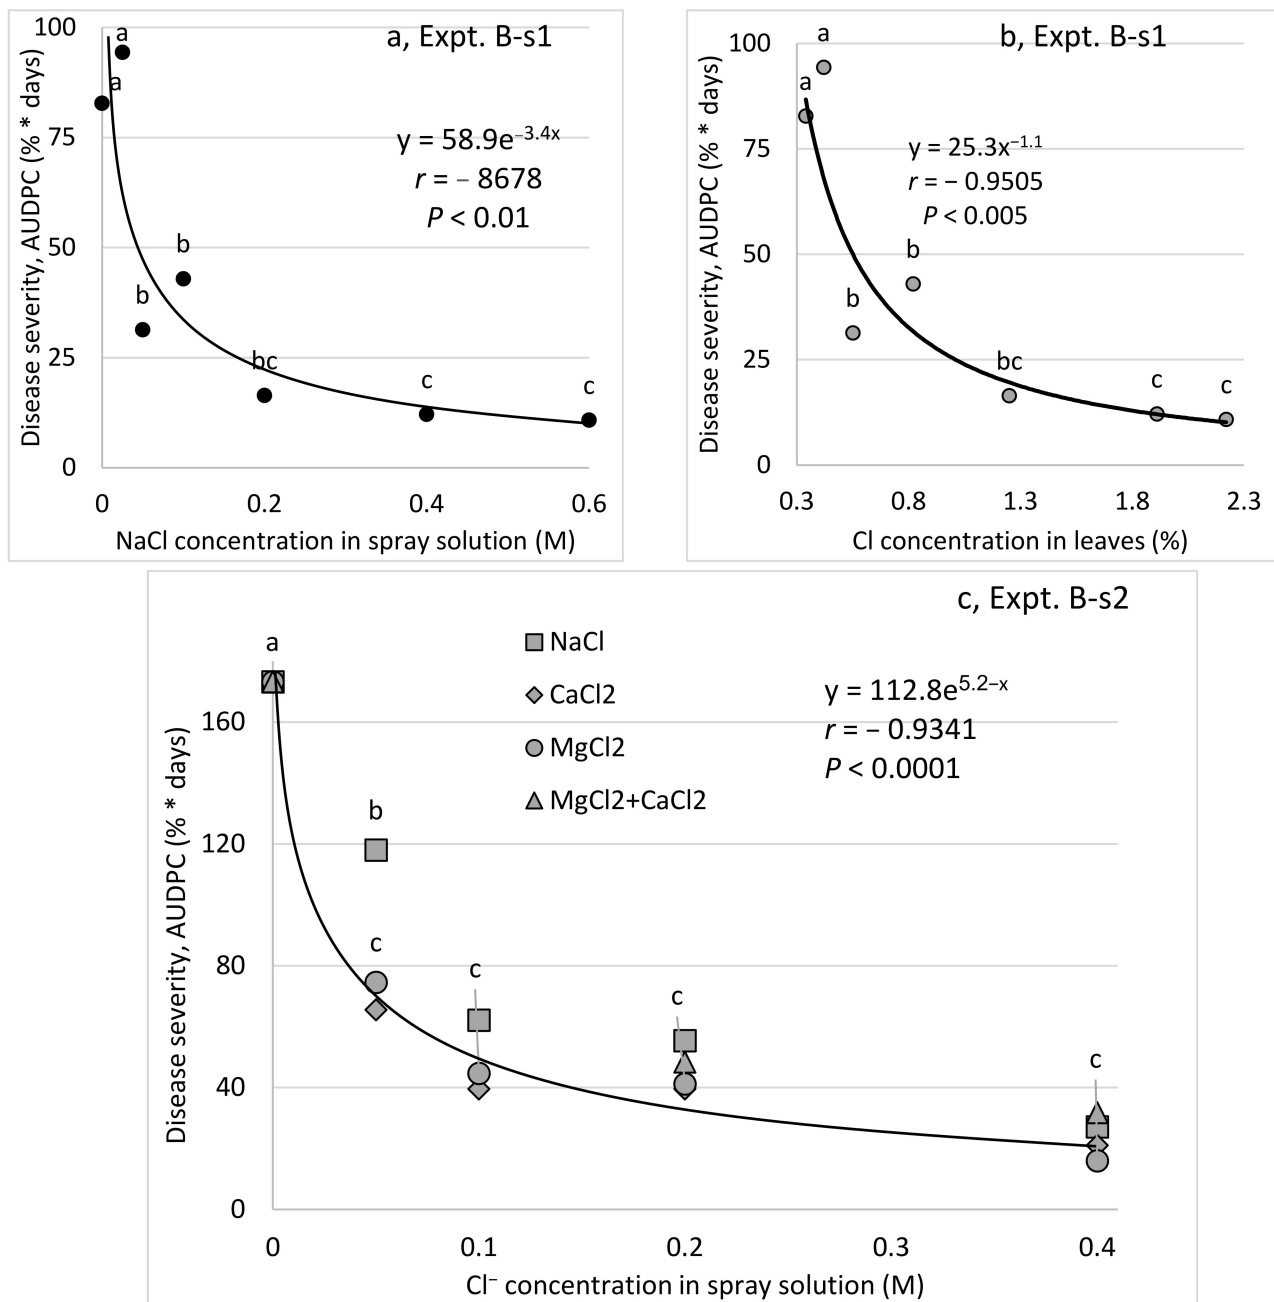 a, Expt. B-s1
Disease severity, AUDPC (% * days)
100
75
50
25
0
a
a
b
b
bc
c
c
y = 58.9e−3.4x
r = − 8678
P < 0.01
0 0.2 0.4 0.6
NaCl concentration in spray solution (M)
b, Expt. B-s1
Disease severity, AUDPC (% * days)
100
75
50
25
0
a
a
b
b
bc
c
c
y = 25.3x−1.1
r = − 0.9505
P < 0.005
0.3 0.8 1.3 1.8 2.3
Cl concentration in leaves (%)
c, Expt. B-s2
Disease severity, AUDPC (% * days)
160
120
80
40
0
a
b
c
c
c
c
NaCl
CaCl2
MgCl2
MgCl2+CaCl2
y = 112.8e5.2−x
r = − 0.9341
P < 0.0001
0 0.1 0.2 0.3 0.4
Cl− concentration in spray solution (M)